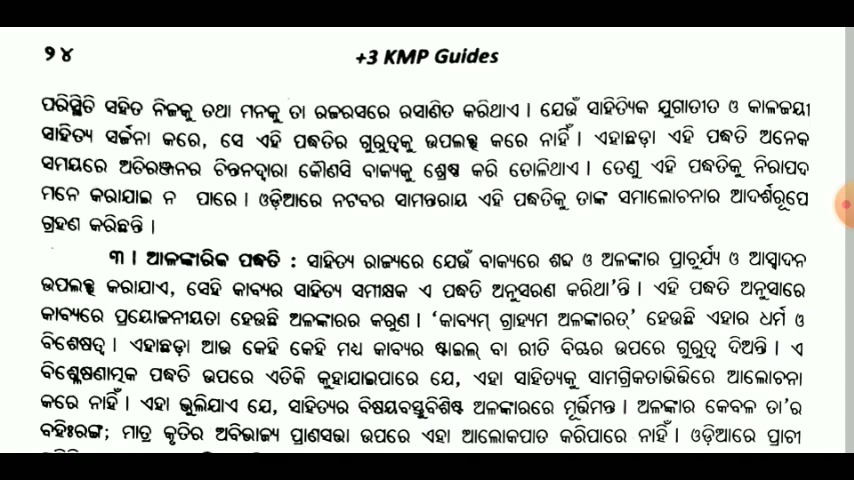 ୨୪
+3 KMP Guides
ପରିସ୍ଥିତି ସହିତ ନିଜକୁ ତଥା ମନକୁ ତା ରଜରସରେ ରସାଣିତ କରିଥାଏ। ଯେଉଁ ସାହିତ୍ୟିକ ଯୁଗାତୀତ ଓ କାଳଜୟୀ
ସାହିତ୍ୟ ସର୍ଜନା କରେ, ସେ ଏହି ପଦ୍ଧତିର ଗୁରୁତ୍ୱକୁ ଉପଲବ୍ଧ କରେ ନାହିଁ। ଏହାଛଡ଼ା ଏହି ପଦ୍ଧତି ଅନେକ
ସମୟରେ ଅତିରଞ୍ଜନର ଚିନ୍ତନଦ୍ୱାରା କୌଣସି ବାକ୍ୟକୁ ଶ୍ରେଷ୍ଠ କରି ତୋଳିଥାଏ। ତେଣୁ ଏହି ପଦ୍ଧତିକୁ ନିରାପଦ
ମନେ କରାଯାଇ ନ ପାରେ। ଓଡ଼ିଆରେ ନଟବର ସାମନ୍ତରାୟ ଏହି ପଦ୍ଧତିକୁ ତାଙ୍କ ସମାଲୋଚନାର ଆଦର୍ଶରୂପେ
ଗ୍ରହଣ କରିଛନ୍ତି।
୩। ଆଳଙ୍କାରିକ ପଦ୍ଧତି : ସାହିତ୍ୟ ରାଜ୍ୟରେ ଯେଉଁ ବାକ୍ୟରେ ଶବ୍ଦ ଓ ଅଳଙ୍କାର ପ୍ରାଚୁର୍ଯ୍ୟ ଓ ଆସ୍ୱାଦନ
ଉପଲବ୍ଧ କରାଯାଏ, ସେହି କାବ୍ୟର ସାହିତ୍ୟ ସମୀକ୍ଷକ ଏ ପଦ୍ଧତି ଅନୁସରଣ କରିଥା'ନ୍ତି। ଏହି ପଦ୍ଧତି ଅନୁସାରେ
କାବ୍ୟରେ ପ୍ରୟୋଜନୀୟତା ହେଉଛି ଅଳଙ୍କାରର କରୁଣ। 'କାବ୍ୟମ୍ ଗ୍ରାହ୍ୟମ ଅଳଙ୍କାରତ୍' ହେଉଛି ଏହାର ଧର୍ମ ଓ
ବିଶେଷତ୍ୱ। ଏହାଛଡା ଆଉ କେହି କେହି ମଧ୍ୟ କାବ୍ୟର ଷ୍ଟାଇଲ୍ ବା ରୀତି ବିଚ୍ଚର ଉପରେ ଗୁରୁତ୍ୱ ଦିଅନ୍ତି। ଏ
ବିଶ୍ଳେଷଣାତ୍ମକ ପଦ୍ଧତି ଉପରେ ଏତିକି କୁହାଯାଇପାରେ ଯେ, ଏହା ସାହିତ୍ୟକୁ ସାମଗ୍ରିକତାଭିତ୍ତିରେ ଆଲୋଚନା
କରେ ନାହିଁ। ଏହା ଭୁଲିଯାଏ ଯେ, ସାହିତ୍ୟର ବିଷୟବସ୍ତୁବିଶିଷ୍ଟ ଅଳଙ୍କାରରେ ମୂର୍ଭିମନ୍ତ। ଅଳଙ୍କାର କେବଳ ତା'ର
ବହିଃରଙ୍ଗ; ମାତ୍ର କୃତିର ଅବିଭାଜ୍ୟ ପ୍ରାଣସତ୍ତା ଉପରେ ଏହା ଆଲୋକପାତ କରିପାରେ ନାହିଁ। ଓଡ଼ିଆରେ ପ୍ରାଚୀ